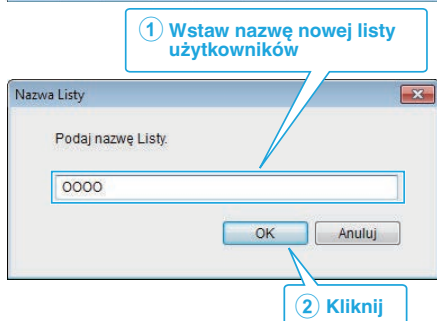 1 Wstaw nazwę nowej listy
użytkowników
Nazwa Listy
Podaj nazwę Listy.
OOOO
OK
Anuluj
2 Kliknij